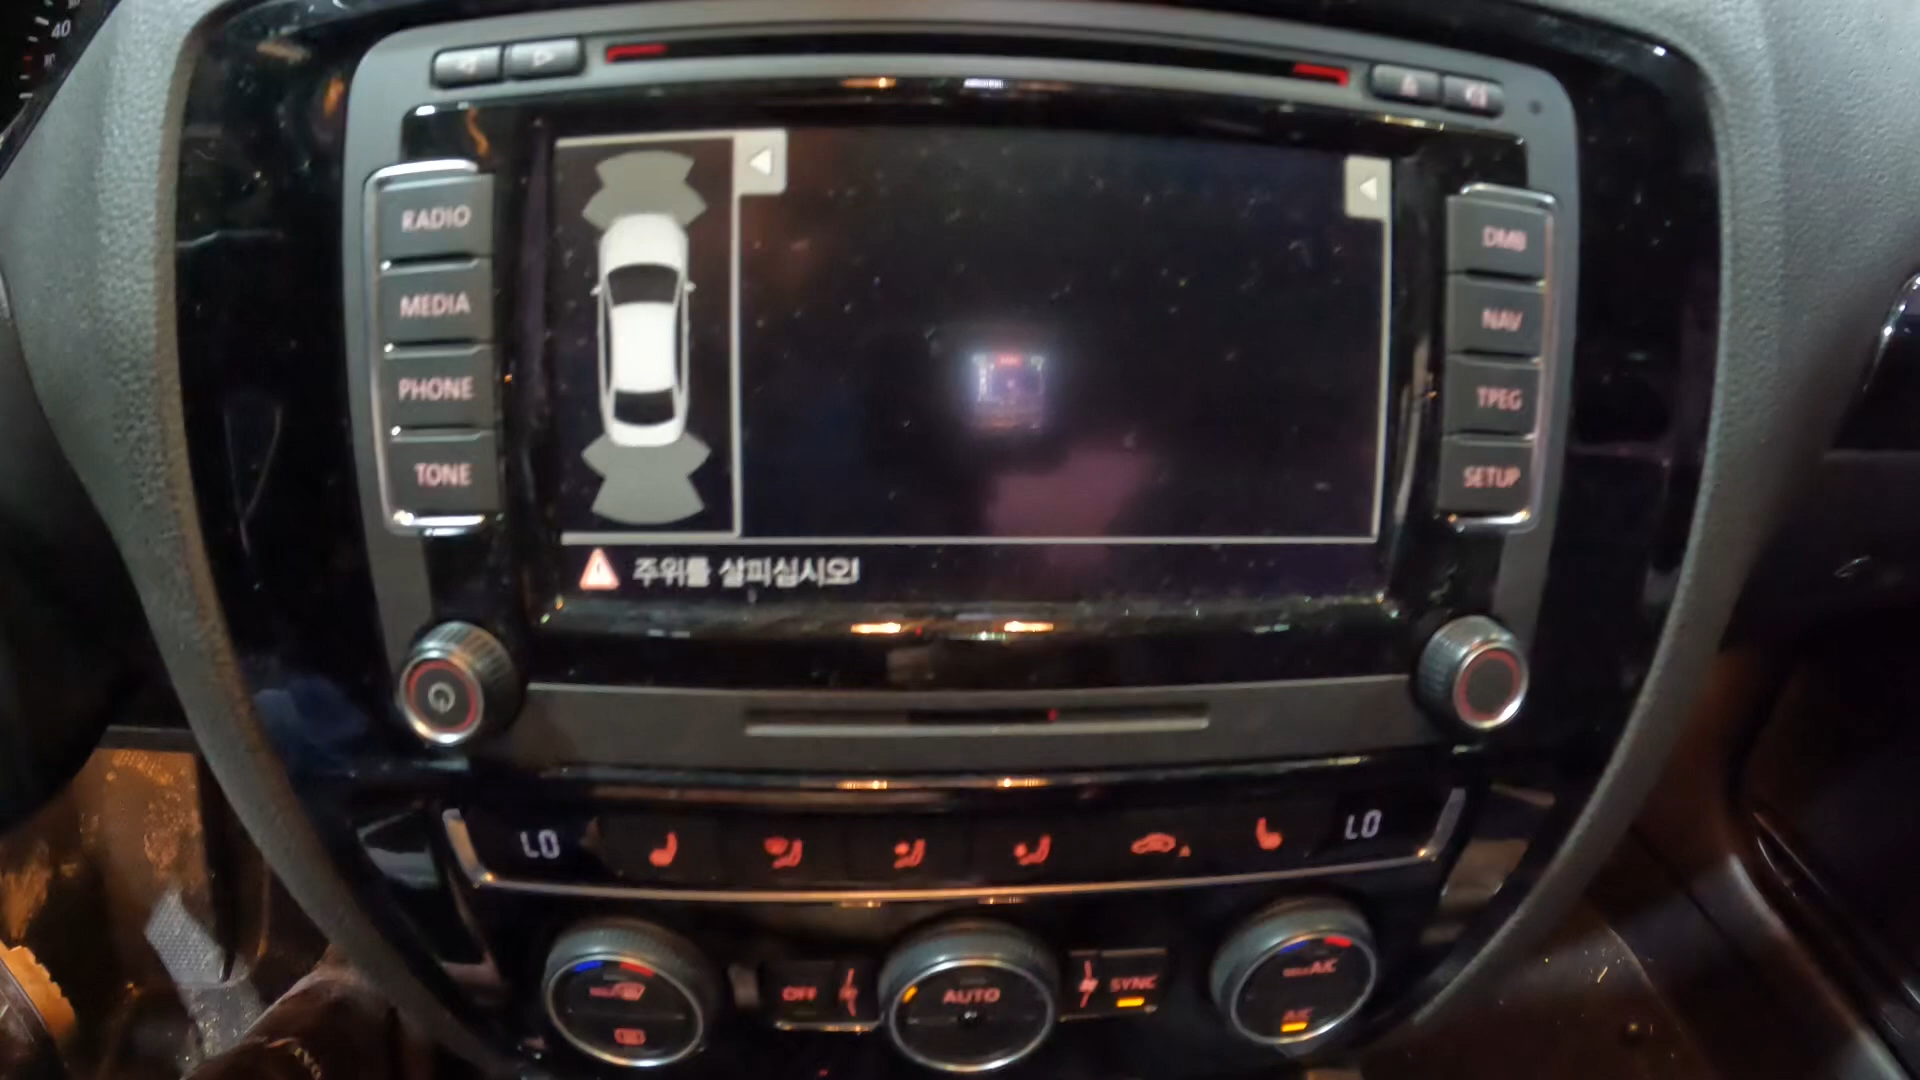 40
RADIO
MEDIA
PHONE
TONE
DMB
NAV
TPEG
SETUP
주위를 살피십시오!
LO
LO
OFF
AUTO
SYNC
MAX A/C
A/C